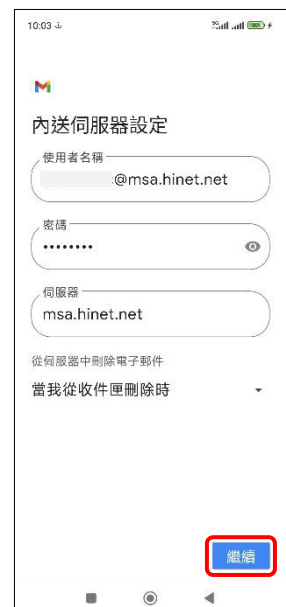 10:03
5G
內送伺服器設定
使用者名稱
@msa.hinet.net
密碼
••••••••
伺服器
msa.hinet.net
從伺服器中刪除電子郵件
當我從收件匣刪除時
繼續